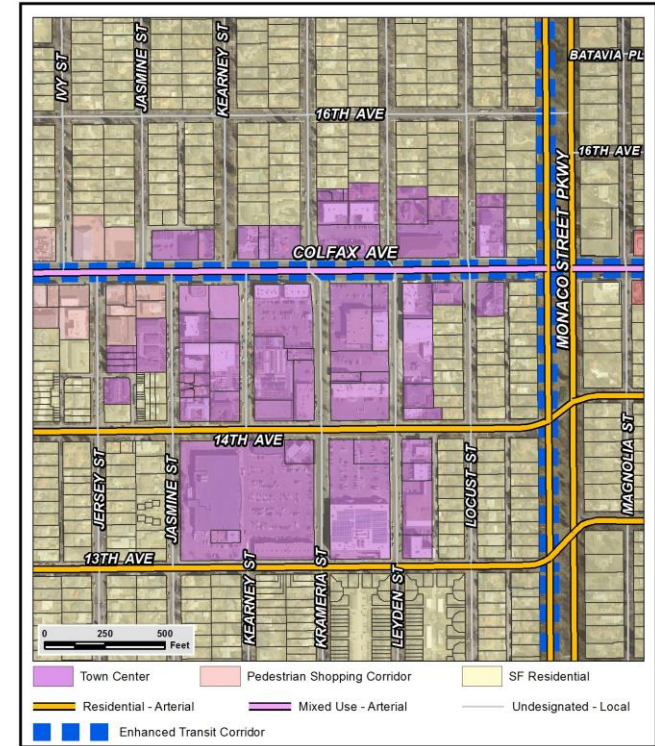 BATAVIA PL
IVY ST
JASMINE ST
KEARNEY ST
16TH AVE
16TH AVE
COLFAX AVE
MONACO STREET PKWY
14TH AVE
JERSEY ST
JASMINE ST
LOCUST ST
MAGNOLIA ST
13TH AVE
KEARNEY ST
KRAMERIA ST
LEYDEN ST
0 250 500
Feet
Town Center Pedestrian Shopping Corridor SF Residential
Residential - Arterial Mixed Use - Arterial Undesignated - Local
Enhanced Transit Corridor